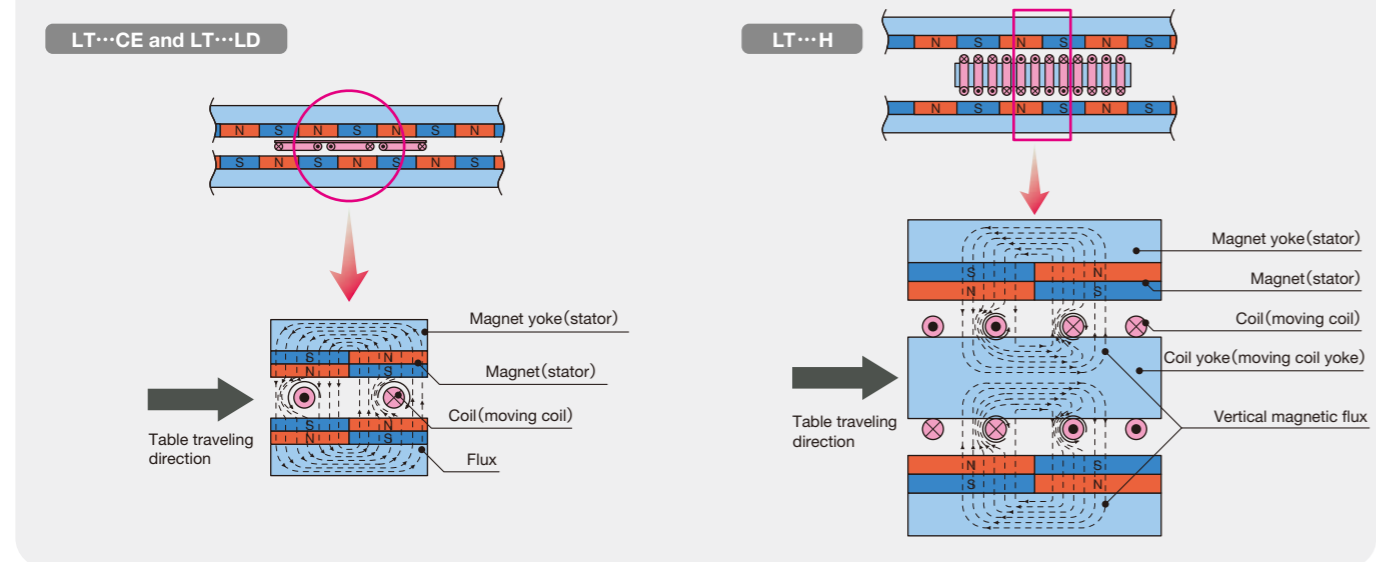 LT···CE and LT···LD
N S N S N S N
S N S N S N S
S N
N S
S N
N S
Magnet yoke(stator)
Magnet(stator)
Coil(moving coil)
Flux
Table traveling
direction
LT···H
N S N S N S
N S N S N S
S N
N S
N S
S N
Magnet yoke(stator)
Magnet(stator)
Coil(moving coil)
Coil yoke(moving coil yoke)
Vertical magnetic flux
Table traveling
direction